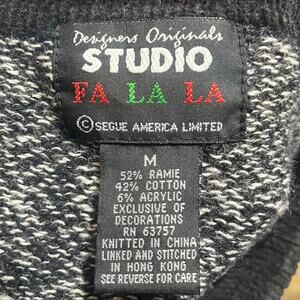 Designers Originals
STUDIO
FA LA LA
©SEGUE AMERICA LIMITED
M
52% RAMIE
42% COTTON
6% ACRYLIC
EXCLUSIVE OF
DECORATIONS
RN 63757
KNITTED IN CHINA
LINKED AND STITCHED
IN HONG KONG
SEE REVERSE FOR CARE